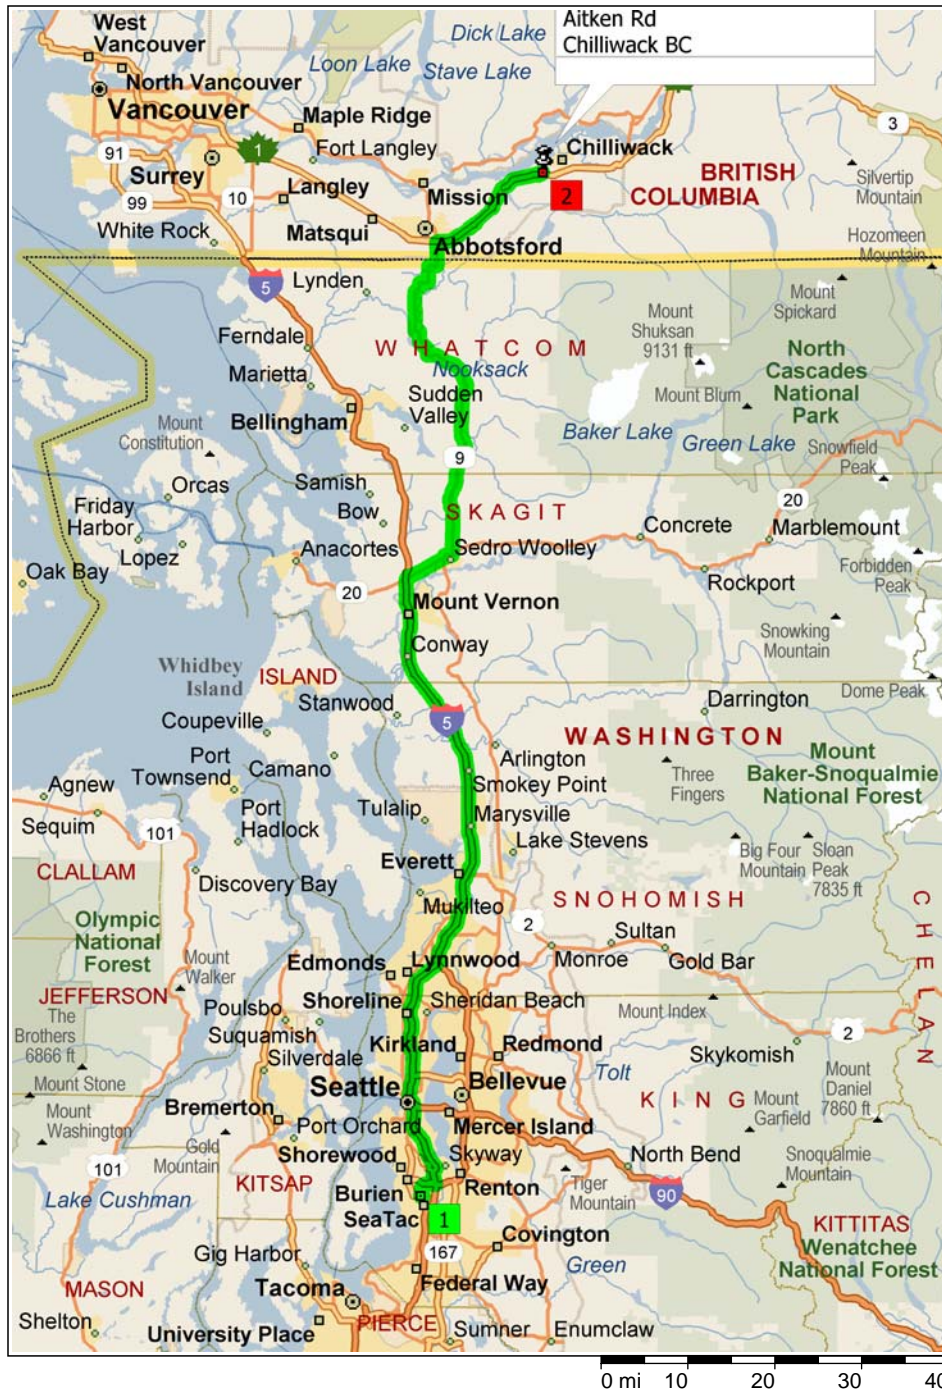 Aitken Rd
Chilliwack BC
West
Vancouver
Dick Lake
Loon Lake
Stave Lake
North Vancouver
Vancouver
Maple Ridge
1
3
91
Fort Langley
Chilliwack
BRITISH
COLUMBIA
Surrey
10
Langley
Mission
2
Silvertip
Mountain
99
Matsqui
White Rock
Abbotsford
Hozomeen
Mountain
5
Lynden
Mount
Spickard
Mount
Shuksan
9131 ft
Ferndale
WHATCOM
North
Cascades
National
Park
Marietta
Nooksack
Mount Blum
Sudden
Valley
Bellingham
Mount
Constitution
Baker Lake
Green Lake
Snowfield
Peak
9
Samish
Orcas
20
Friday
Harbor
Bow
SKAGIT
Concrete
Marblemount
Lopez
Anacortes
Sedro Woolley
Oak Bay
20
Rockport
Forbidden
Peak
Mount Vernon
Snowking
Mountain
Conway
Whidbey
Island
ISLAND
Dome Peak
Stanwood
Darrington
Coupeville
5
WASHINGTON
Port
Townsend
Camano
Arlington
Three
Fingers
Mount
Baker-Snoqualmie
National Forest
Agnew
Smokey Point
Sequim
101
Port
Hadlock
Tulalip
Marysville
Lake Stevens
Big Four
Mountain
Sloan
Peak
7835 ft
CLALLAM
Discovery Bay
Everett
Mukilteo
SNOHOMISH
CHELAN
Olympic
National
Forest
2
Sultan
Monroe
Gold Bar
Mount
Walker
Edmonds
Lynnwood
JEFFERSON
Poulsbo
Shoreline
Sheridan Beach
Mount Index
The
Brothers
6866 ft
Suquamish
2
Silverdale
Kirkland
Redmond
Skykomish
Mount Stone
Seattle
Bellevue
Tolt
Mount
Daniel
7860 ft
Mount
Washington
Bremerton
KING
Mount
Garfield
Port Orchard
Mercer Island
Gold
Mountain
101
Shorewood
Skyway
North Bend
Snoqualmie
Mountain
KITSAP
Tiger
Mountain
Lake Cushman
Burien
Renton
90
SeaTac
1
KITTITAS
Wenatchee
National Forest
Gig Harbor
167
Covington
Green
MASON
Tacoma
Federal Way
Shelton
University Place
PIERCE
Sumner
Enumclaw
0 mi 10 20 30 40